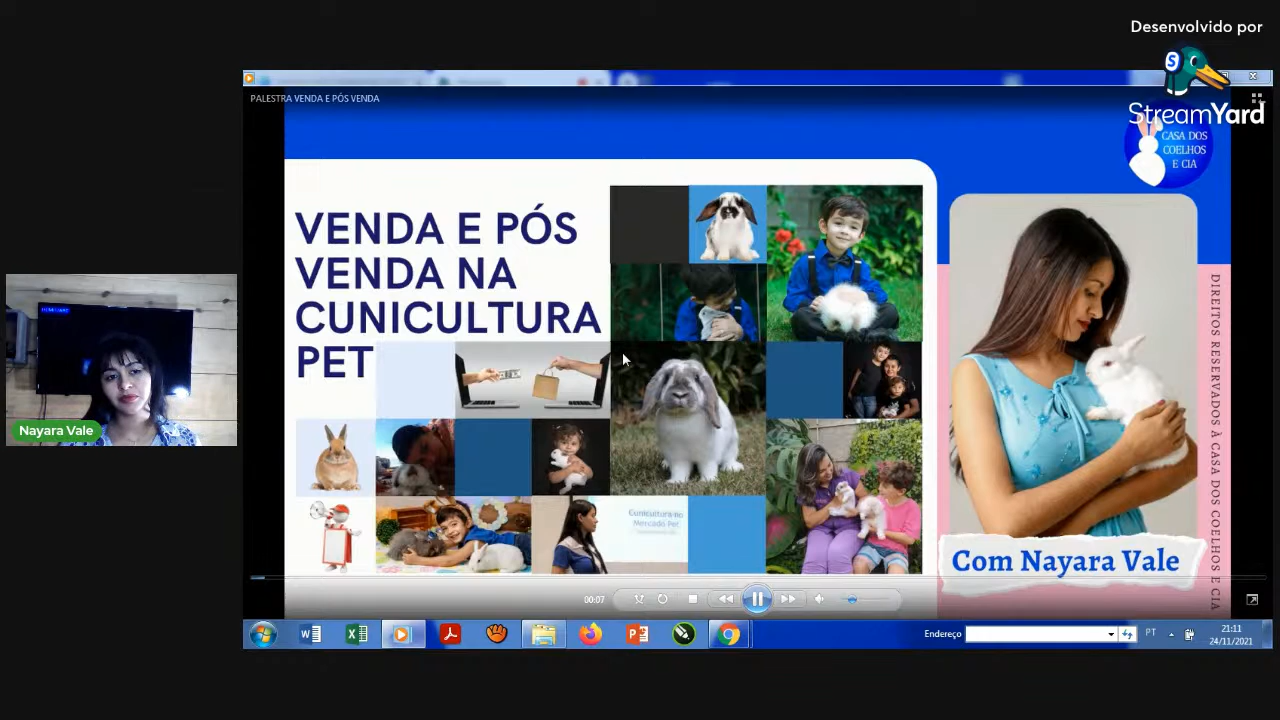 Desenvolvido por
StreamYard
PALESTRA VENDA E PÓS VENDA
CASA DOS
COELHOS
E CIA
VENDA E PÓS
VENDA NA
CUNICULTURA
PET
Cunicultura no
Mercado Pet
DIREITOS RESERVADOS À CASA DOS COELHOS E CIA
Com Nayara Vale
Nayara Vale
00:07
Endereço
PT
21:11
24/11/2021